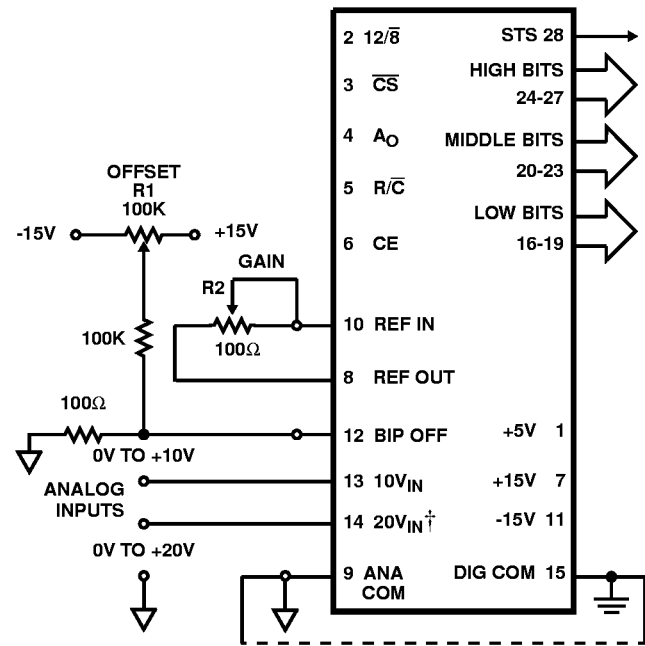 2 12/8̅ STS 28
HIGH BITS
3 C̅S̅
24-27
4 AO MIDDLE BITS
OFFSET
R1
100K
20-23
5 R/C̅
LOW BITS
-15V +15V
6 CE 16-19
GAIN
R2
10 REF IN
100K
100Ω
8 REF OUT
100Ω
12 BIP OFF +5V 1
0V TO +10V
13 10VIN +15V 7
ANALOG
INPUTS
14 20VIN† -15V 11
0V TO +20V
9 ANA DIG COM 15
COM